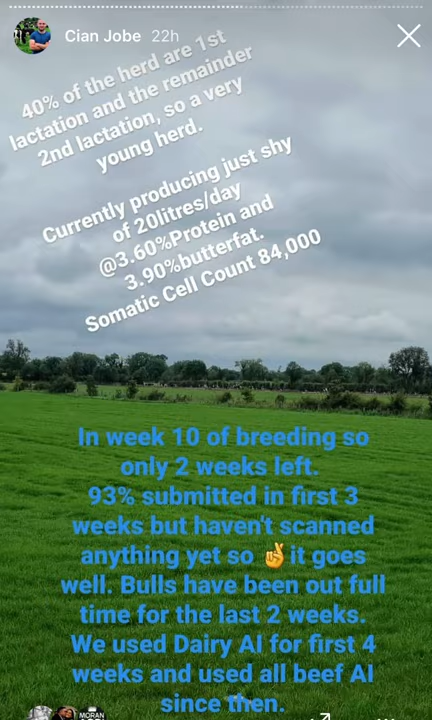 Cian Jobe 22h
40% of the herd are 1st
lactation and the remainder
2nd lactation, so a very
young herd.
Currently producing just shy
of 20litres/day
@3.60%Protein and
3.90%butterfat.
Somatic Cell Count 84,000
In week 10 of breeding so
only 2 weeks left.
93% submitted in first 3
weeks but haven't scanned
anything yet so 🤞it goes
well. Bulls have been out full
time for the last 2 weeks.
We used Dairy AI for first 4
weeks and used all beef AI
since then.
MORAN